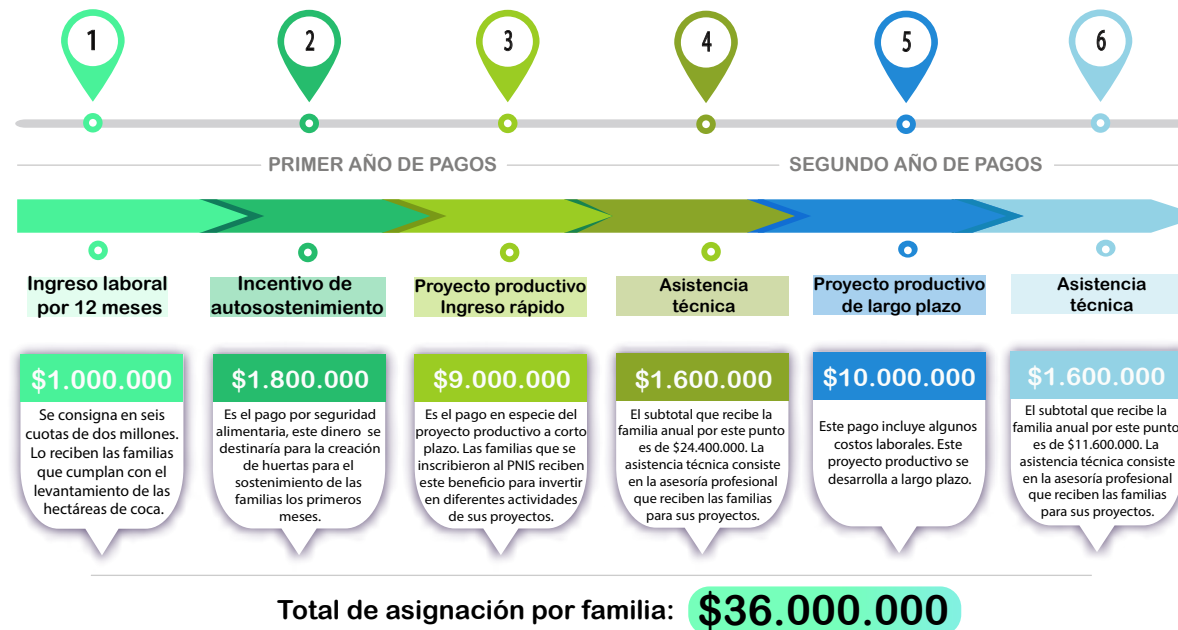 1
2
3
4
5
6
PRIMER AÑO DE PAGOS
SEGUNDO AÑO DE PAGOS
Ingreso laboral
por 12 meses
$1.000.000
Se consigna en seis
cuotas de dos millones.
Lo reciben las familias
que cumplan con el
levantamiento de las
hectáreas de coca.
Incentivo de
autosostenimiento
$1.800.000
Es el pago por seguridad
alimentaria, este dinero se
destinaría para la creación
de huertas para el
sostenimiento de las
familias los primeros
meses.
Proyecto productivo
Ingreso rápido
$9.000.000
Es el pago en especie del
proyecto productivo a corto
plazo. Las familias que se
inscribieron al PNIS reciben
este beneficio para invertir
en diferentes actividades
de sus proyectos.
Asistencia
técnica
$1.600.000
El subtotal que recibe la
familia anual por este punto
es de $24.400.000. La
asistencia técnica consiste
en la asesoría profesional
que reciben las familias
para sus proyectos.
Proyecto productivo
de largo plazo
$10.000.000
Este pago incluye algunos
costos laborales. Este
proyecto productivo se
desarrolla a largo plazo.
Asistencia
técnica
$1.600.000
El subtotal que recibe la
familia anual por este punto
es de $11.600.000. La
asistencia técnica consiste
en la asesoría profesional
que reciben las familias
para sus proyectos.
Total de asignación por familia: $36.000.000